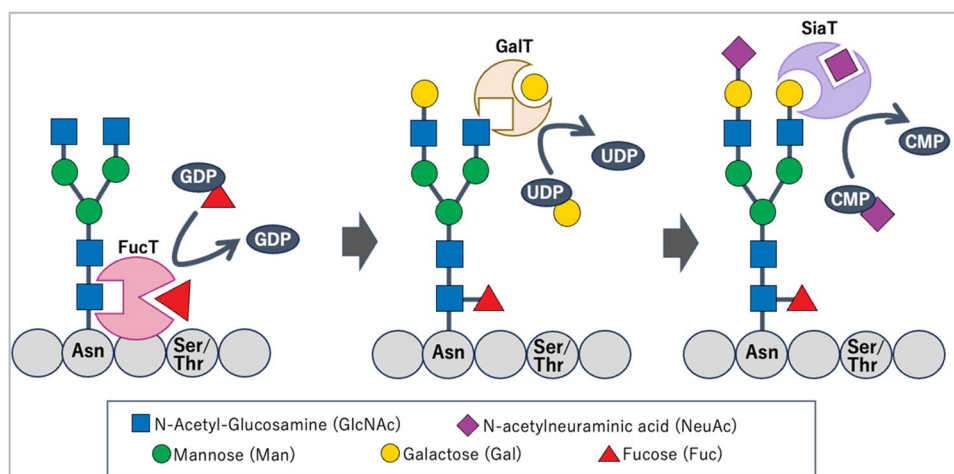 FucT
GDP
GDP
Asn
Ser/
Thr
GalT
UDP
UDP
Asn
Ser/
Thr
SiaT
CMP
CMP
Asn
Ser/
Thr
N-Acetyl-Glucosamine (GlcNAc)
N-acetylneuraminic acid (NeuAc)
Mannose (Man)
Galactose (Gal)
Fucose (Fuc)